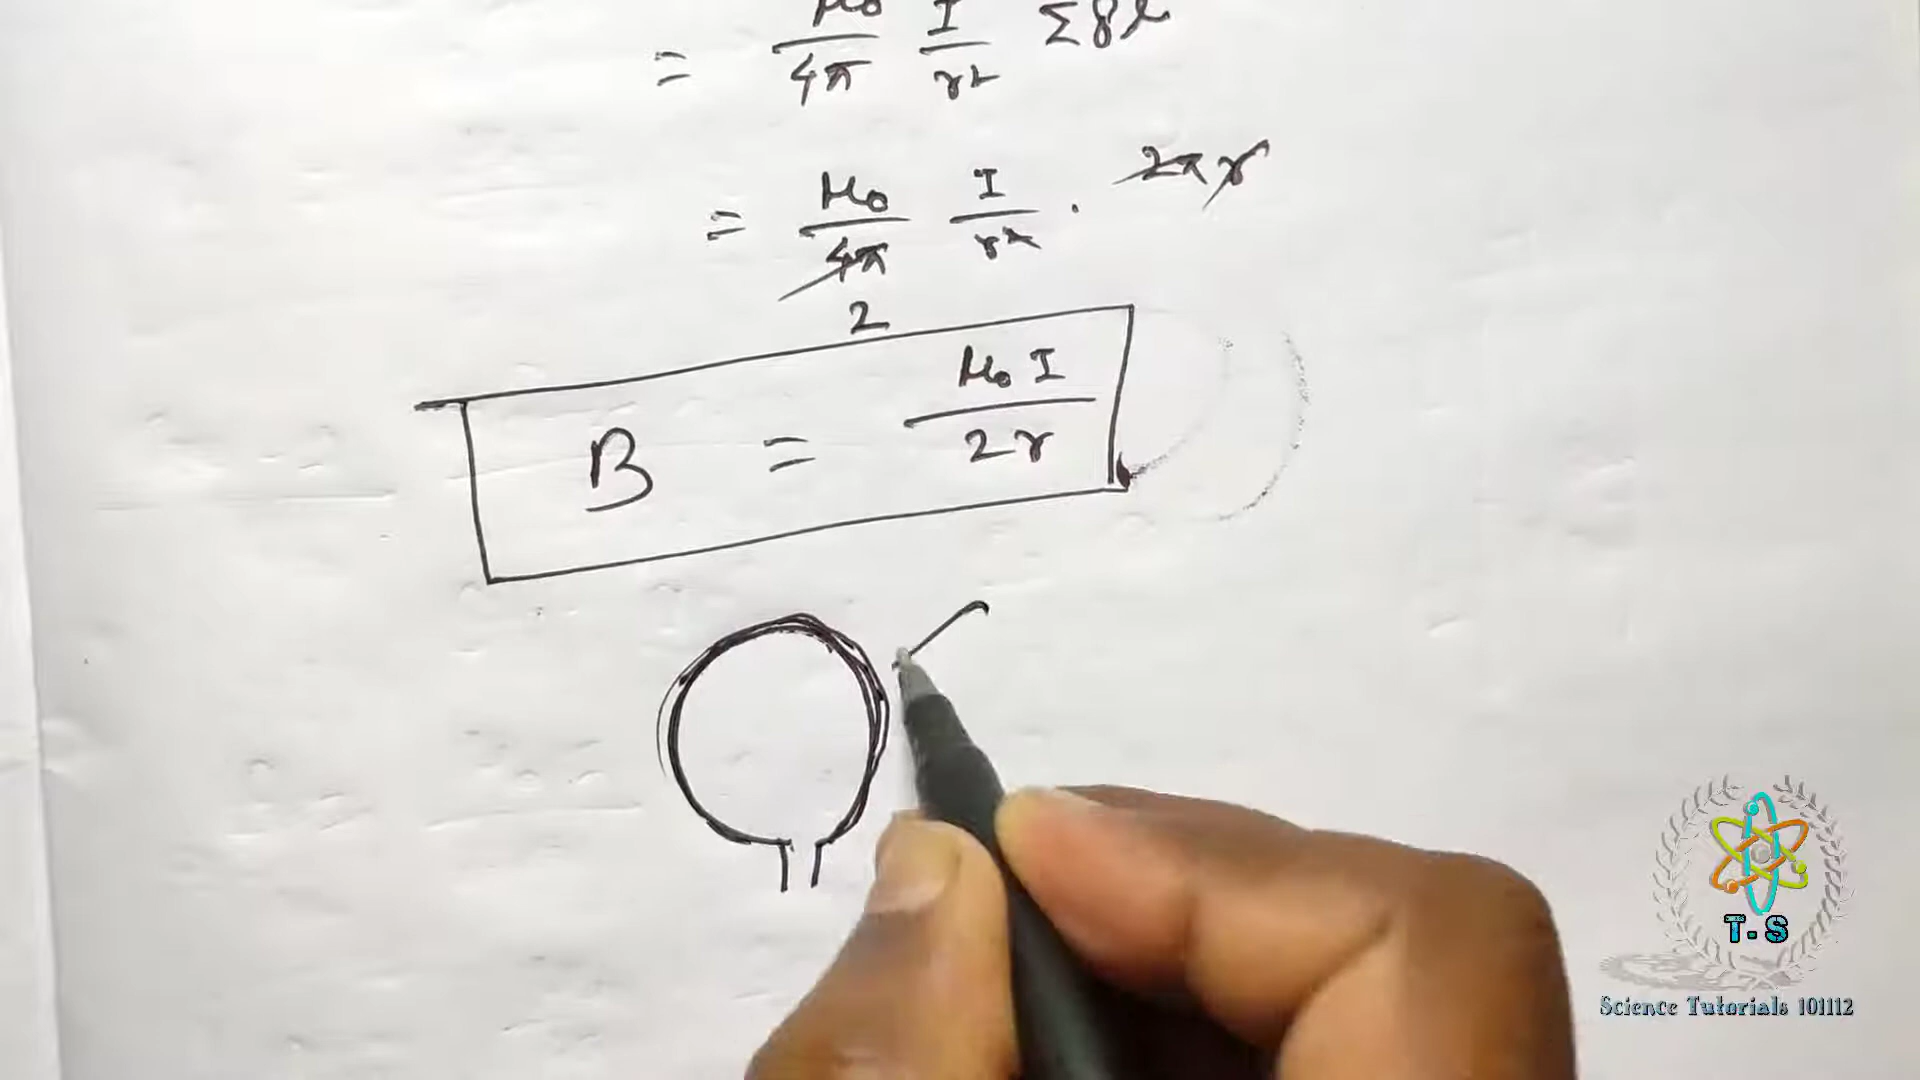 = μ₀/4π I/r² Σδl
= μ₀/4π I/r² · 2πr
2
B = μ₀I/2r
T.S
Science Tutorials 101112